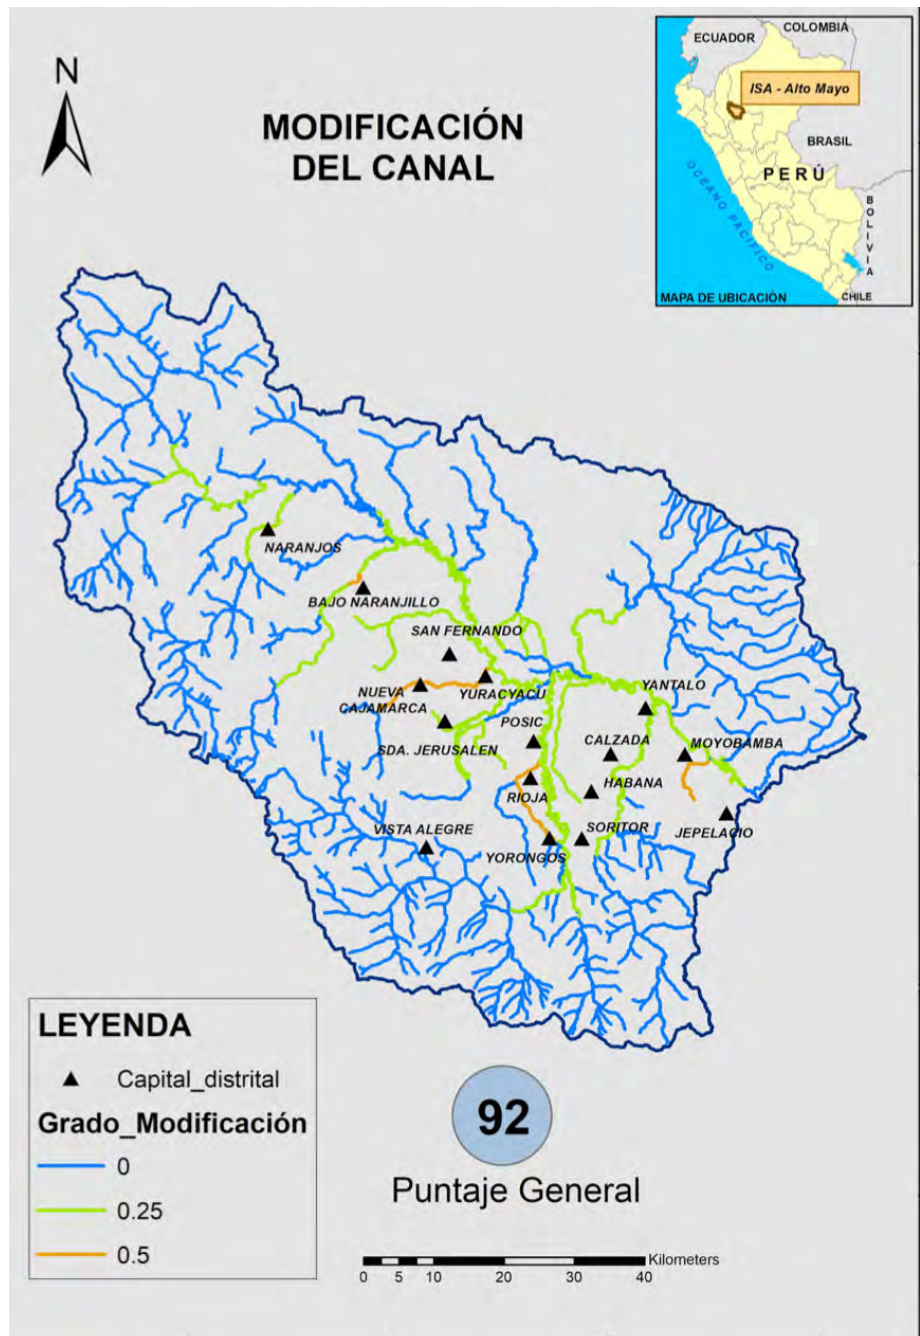 N
MODIFICACIÓN
DEL CANAL
COLOMBIA
ECUADOR
ISA - Alto Mayo
BRASIL
PERÚ
OCEANO PACIFICO
BOLIVIA
MAPA DE UBICACIÓN
CHILE
NARANJOS
BAJO NARANJILLO
SAN FERNANDO
YURACYACU
NUEVA
CAJAMARCA
YANTALO
POSIC
SDA. JERUSALEN
CALZADA
MOYOBAMBA
RIOJA
HABANA
VISTA ALEGRE
SORITOR
JEPELACIO
YORONGOS
LEYENDA
Capital_distrital
Grado_Modificación
0
0.25
0.5
92
Puntaje General
Kilometers
0 5 10 20 30 40